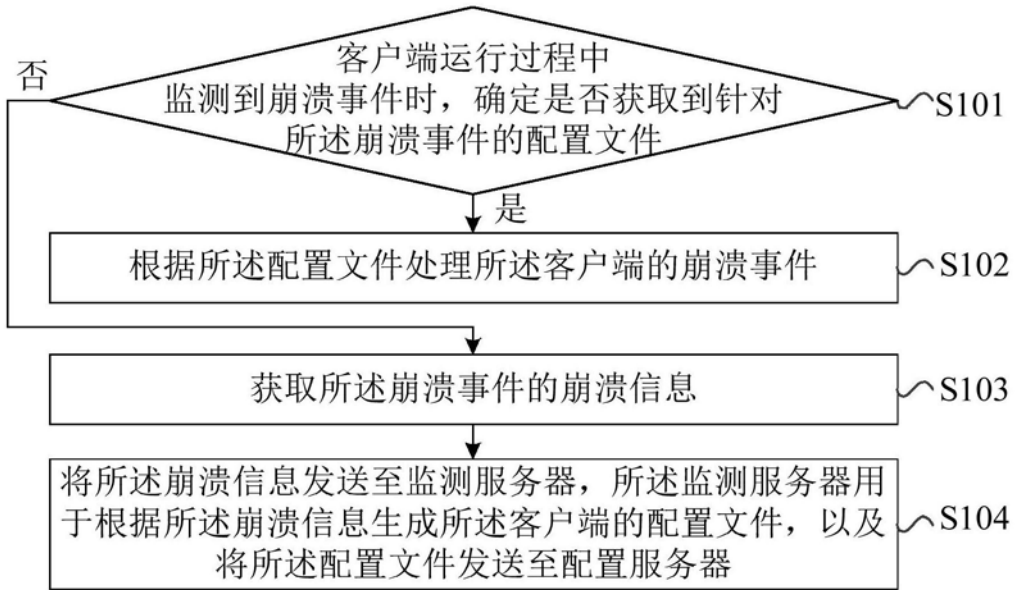 客户端运行过程中
否
监测到崩溃事件时，确定是否获取到针对
S101
所述崩溃事件的配置文件
是
根据所述配置文件处理所述客户端的崩溃事件
S102
获取所述崩溃事件的崩溃信息
S103
将所述崩溃信息发送至监测服务器，所述监测服务器用
于根据所述崩溃信息生成所述客户端的配置文件，以及
S104
将所述配置文件发送至配置服务器